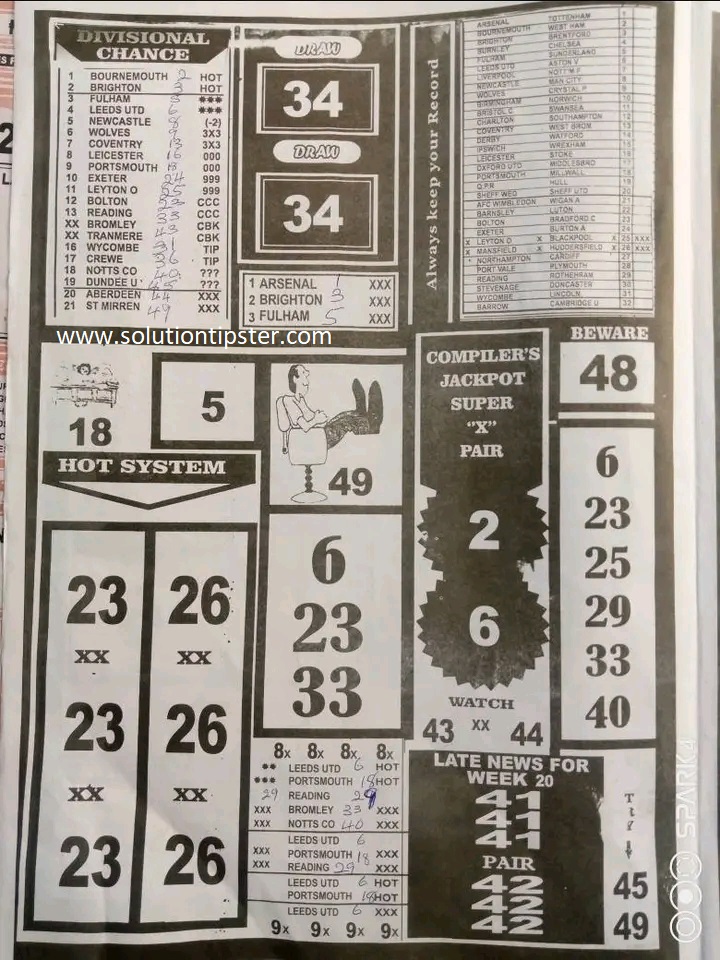 DIVISIONAL
CHANCE
1 BOURNEMOUTH 2 HOT
2 BRIGHTON 3 HOT
3 FULHAM 5 ***
4 LEEDS UTD 6 ***
5 NEWCASTLE 8 (-2)
6 WOLVES 9 3X3
7 COVENTRY 13 3X3
8 LEICESTER 16 000
9 PORTSMOUTH 18 000
10 EXETER 24 999
11 LEYTON O 25 999
12 BOLTON 23 CCC
13 READING CCC
XX BROMLEY CBK
XX TRANMERE 43 CBK
16 WYCOMBE 31 TIP
17 CREWE 36 ???
18 NOTTS CO 40 ???
19 DUNDEE U ???
20 ABERDEEN 44 XXX
21 ST MIRREN 49 XXX
DRAW
34
DRAW
34
1 ARSENAL 1 XXX
2 BRIGHTON 3
3 FULHAM 5 XXX
Always keep your Record
ARSENAL TOTTENHAM 1
BOURNEMOUTH WEST HAM 2
BRIGHTON BRENTFORD 3
BURNLEY CHELSEA 4
FULHAM SUNDERLAND 5
LEEDS UTD ASTON V 6
LIVERPOOL NOTT'M F 7
NEWCASTLE MAN CITY 8
WOLVES CRYSTAL P 9
BIRMINGHAM NORWICH 10
BRISTOL C SWANSEA 11
CHARLTON SOUTHAMPTON 12
COVENTRY WEST BROM 13
DERBY WATFORD 14
IPSWICH WREXHAM 15
LEICESTER STOKE 16
OXFORD UTD MIDDLESBRO 17
PORTSMOUTH MILLWALL 18
Q.P.R HULL 19
SHEFF WED SHEFF UTD 20
AFC WIMBLEDON WIGAN A 21
BARNSLEY LUTON 22
BOLTON BRADFORD C 23
EXETER BURTON A 24
X LEYTON O X BLACKPOOL X 25 XXX
X MANSFIELD X HUDDERSFIELD X 26 XXX
NORTHAMPTON CARDIFF 27
PORT VALE PLYMOUTH 28
READING ROTHEHRAM 29
STEVENAGE DONCASTER 30
WYCOMBE LINCOLN 31
BARROW CAMBRIDGE U 32
www.solutiontipster.com
18
5
49
HOT SYSTEM
23 26
XX XX
23 26
XX XX
23 26
6
23
33
COMPILER'S
JACKPOT
SUPER
"X"
PAIR
2
6
WATCH
43 XX 44
BEWARE
48
6
23
25
29
33
40
8x 8x 8x 8x
** LEEDS UTD 6 HOT
*** PORTSMOUTH 18 HOT
29 READING 29
XXX BROMLEY 33 XXX
XXX NOTTS CO 40 XXX
LEEDS UTD 6
XXX PORTSMOUTH 18 XXX
XXX READING 29 XXX
LEEDS UTD 6 HOT
PORTSMOUTH 18 HOT
LEEDS UTD 6 XXX
9x 9x 9x 9x
LATE NEWS FOR
WEEK 20
41
41
41
PAIR
42
42
42
45
49
SPARK 4